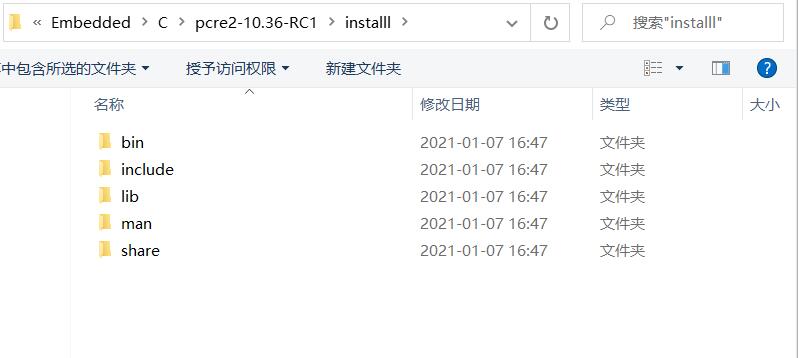 « Embedded > C > pcre2-10.36-RC1 > installl > 搜索"installl"
中包含所选的文件夹 授予访问权限 新建文件夹 ?
名称 修改日期 类型 大小
bin 2021-01-07 16:47 文件夹
include 2021-01-07 16:47 文件夹
lib 2021-01-07 16:47 文件夹
man 2021-01-07 16:47 文件夹
share 2021-01-07 16:47 文件夹